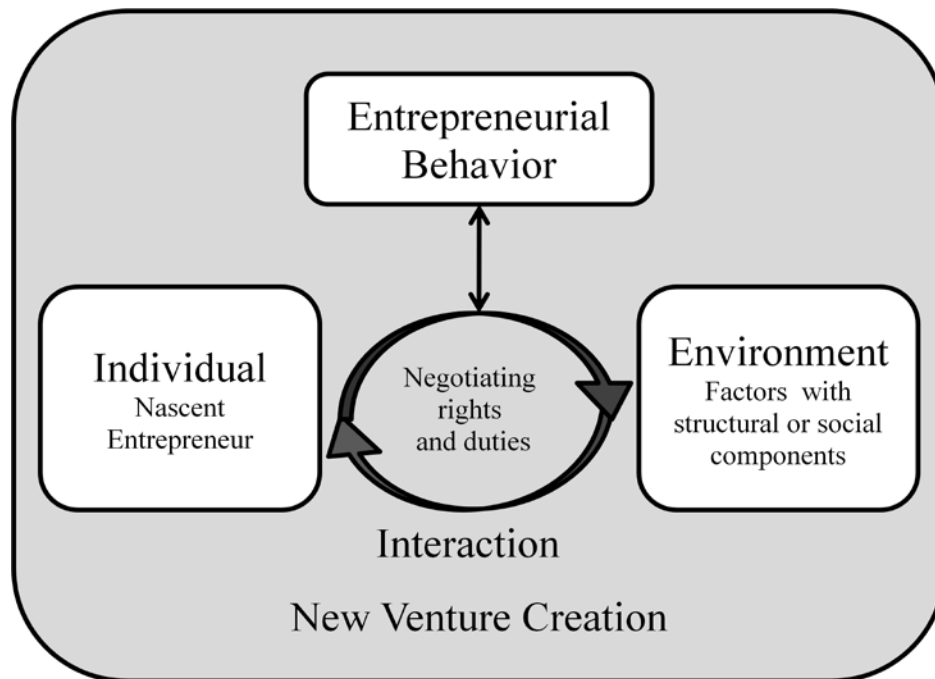 Entrepreneurial
Behavior
Individual
Nascent
Entrepreneur
Negotiating
rights
and duties
Environment
Factors with
structural or social
components
Interaction
New Venture Creation